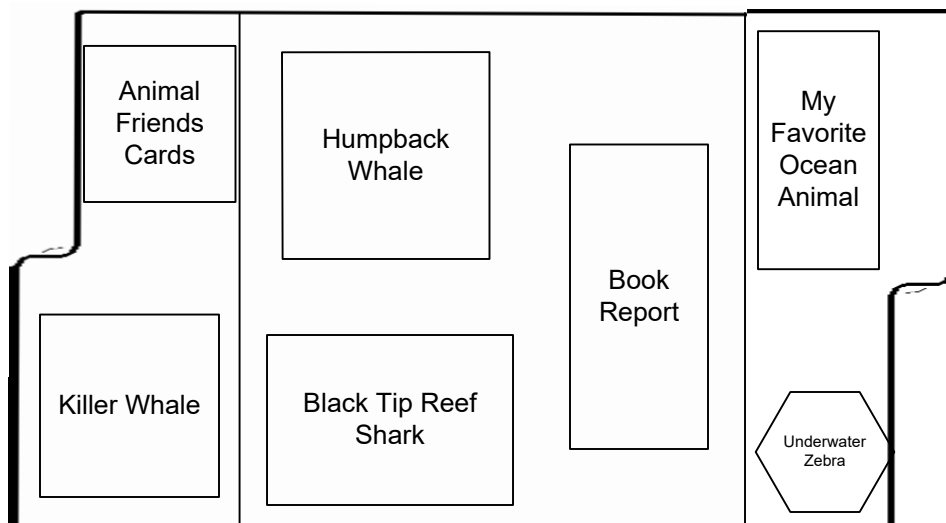 Animal
Friends
Cards
Humpback
Whale
My
Favorite
Ocean
Animal
Book
Report
Killer Whale
Black Tip Reef
Shark
Underwater
Zebra